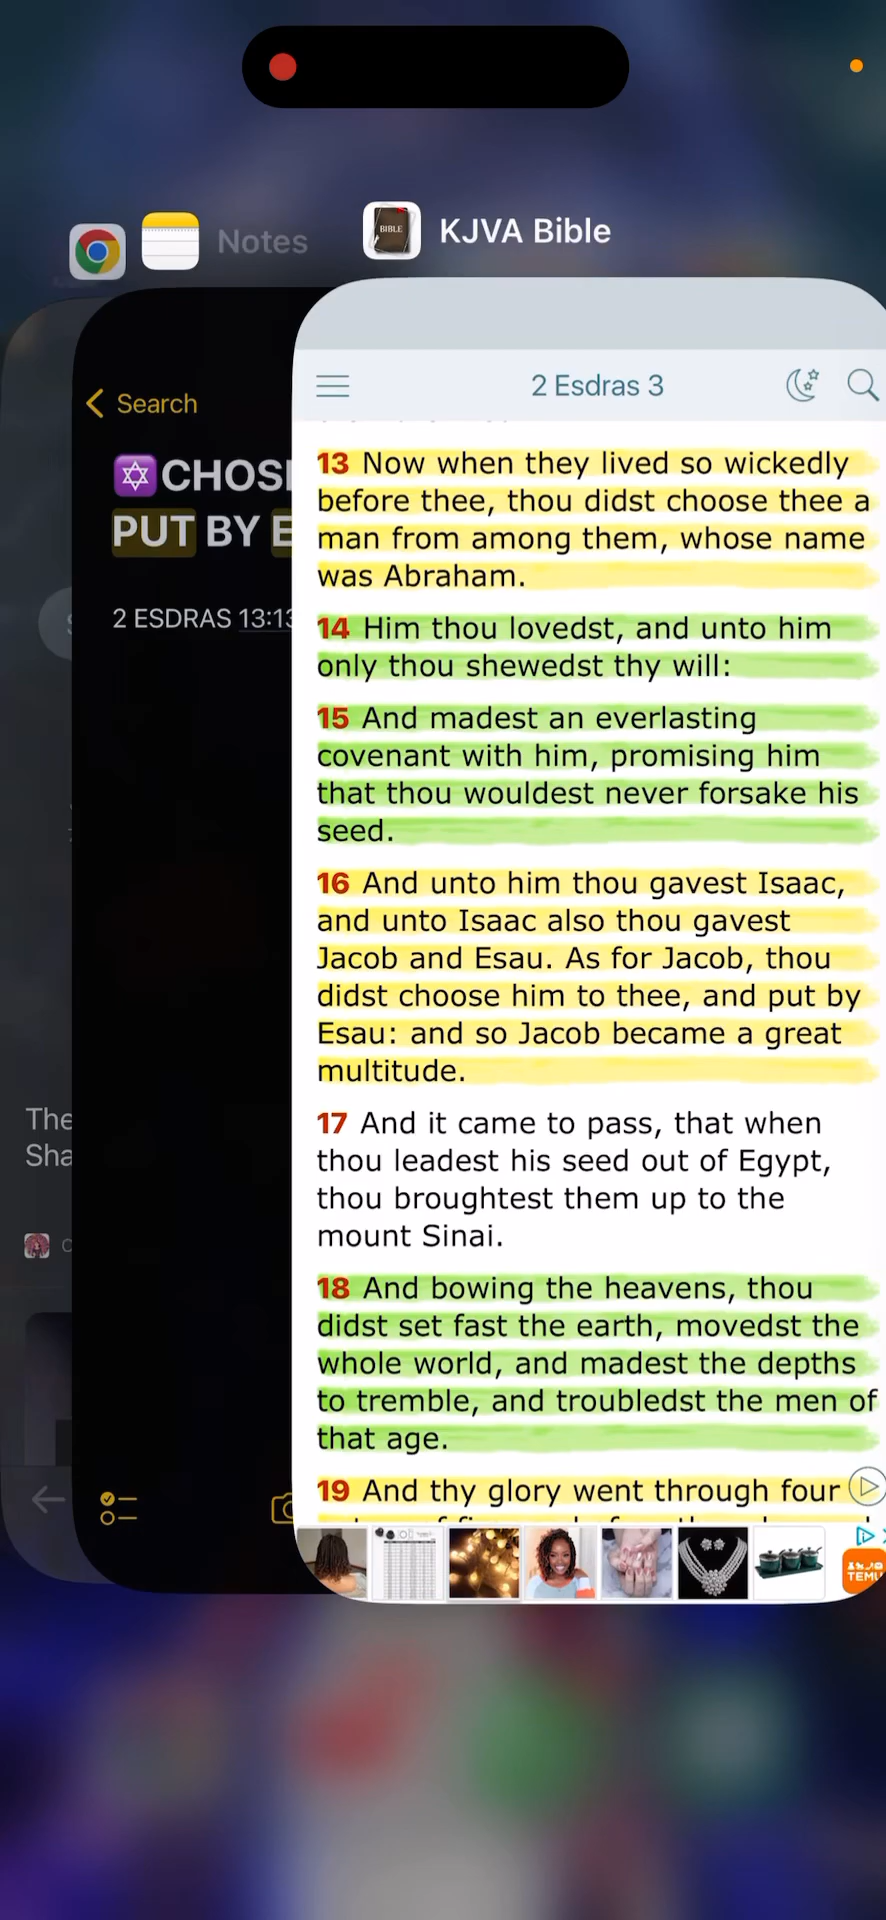 Notes
KJVA Bible
BIBLE
Search
✡CHOS
PUT BY E
2 ESDRAS 13:13
The
Sha
2 Esdras 3
13 Now when they lived so wickedly
before thee, thou didst choose thee a
man from among them, whose name
was Abraham.
14 Him thou lovedst, and unto him
only thou shewedst thy will:
15 And madest an everlasting
covenant with him, promising him
that thou wouldest never forsake his
seed.
16 And unto him thou gavest Isaac,
and unto Isaac also thou gavest
Jacob and Esau. As for Jacob, thou
didst choose him to thee, and put by
Esau: and so Jacob became a great
multitude.
17 And it came to pass, that when
thou leadest his seed out of Egypt,
thou broughtest them up to the
mount Sinai.
18 And bowing the heavens, thou
didst set fast the earth, movedst the
whole world, and madest the depths
to tremble, and troubledst the men of
that age.
19 And thy glory went through four
TEMU